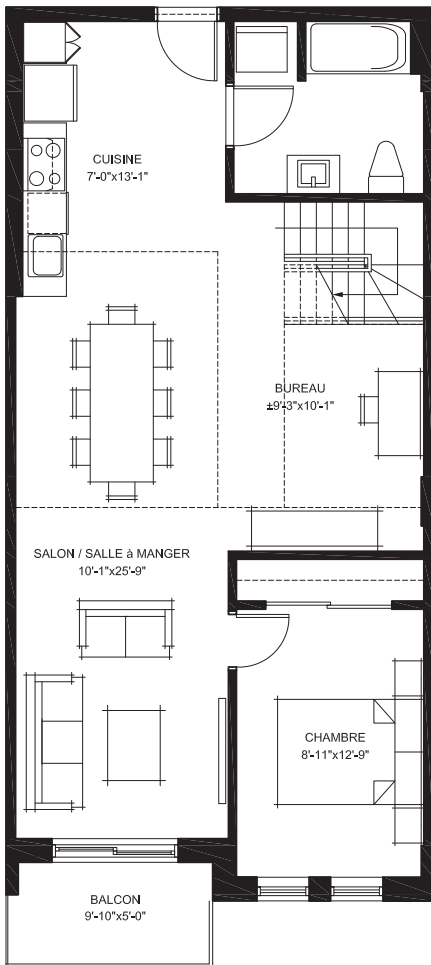 CUISINE
7'-0"x13'-1"
BUREAU
±9'-3"x10'-1"
SALON / SALLE à MANGER
10'-1"x25'-9"
CHAMBRE
8'-11"x12'-9"
BALCON
9'-10"x5'-0"